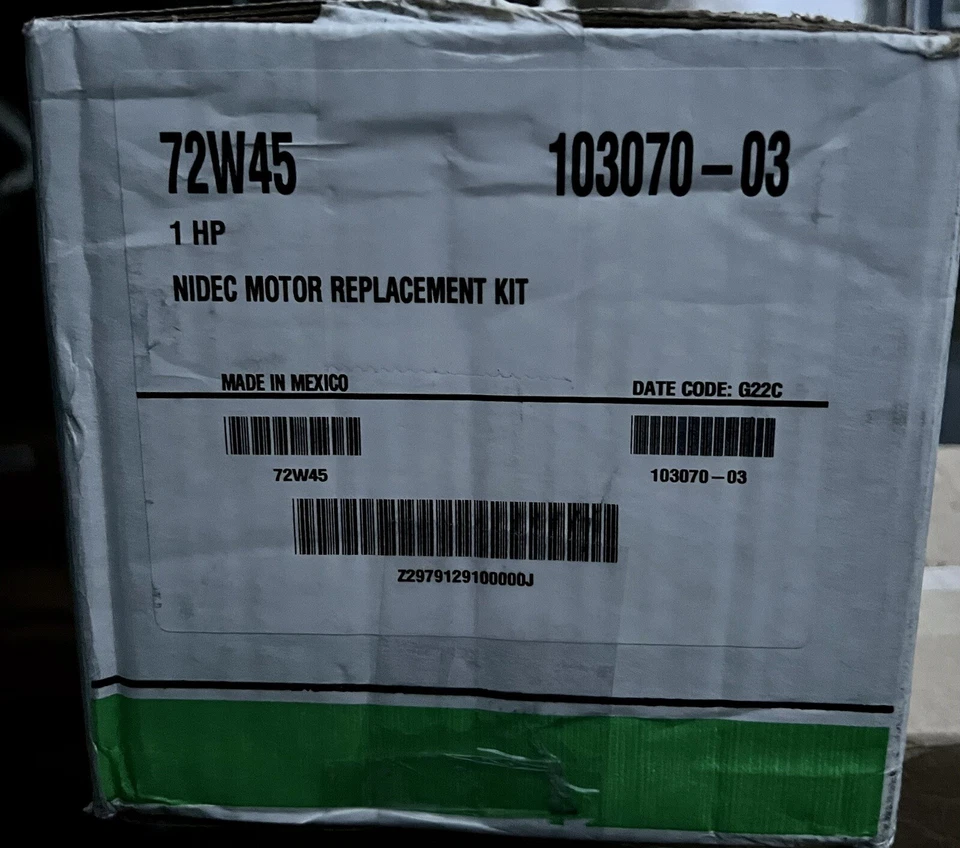 72W45 103070-03
1 HP
NIDEC MOTOR REPLACEMENT KIT
MADE IN MEXICO DATE CODE: G22C
72W45 103070-03
Z2979129100000J